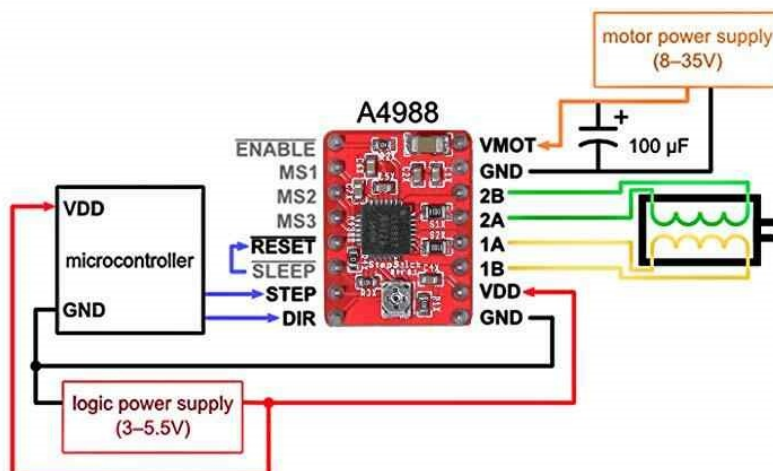 motor power supply
(8–35V)
A4988
ENABLE
MS1
MS2
MS3
RESET
SLEEP
STEP
DIR
VMOT
GND
2B
2A
1A
1B
VDD
GND
+
100 µF
VDD
microcontroller
GND
logic power supply
(3–5.5V)